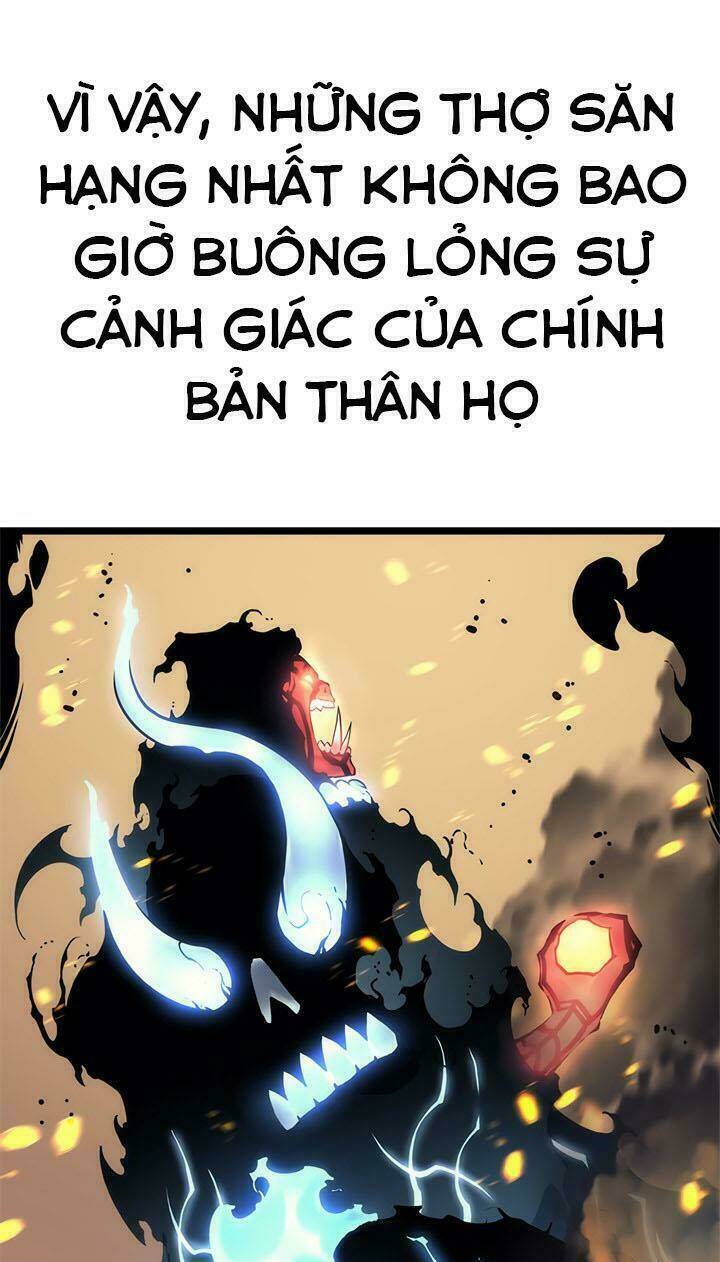 VÌ VẬY, NHỮNG THỢ SĂN
HẠNG NHẤT KHÔNG BAO
GIỜ BUÔNG LỎNG SỰ
CẢNH GIÁC CỦA CHÍNH
BẢN THÂN HỌ